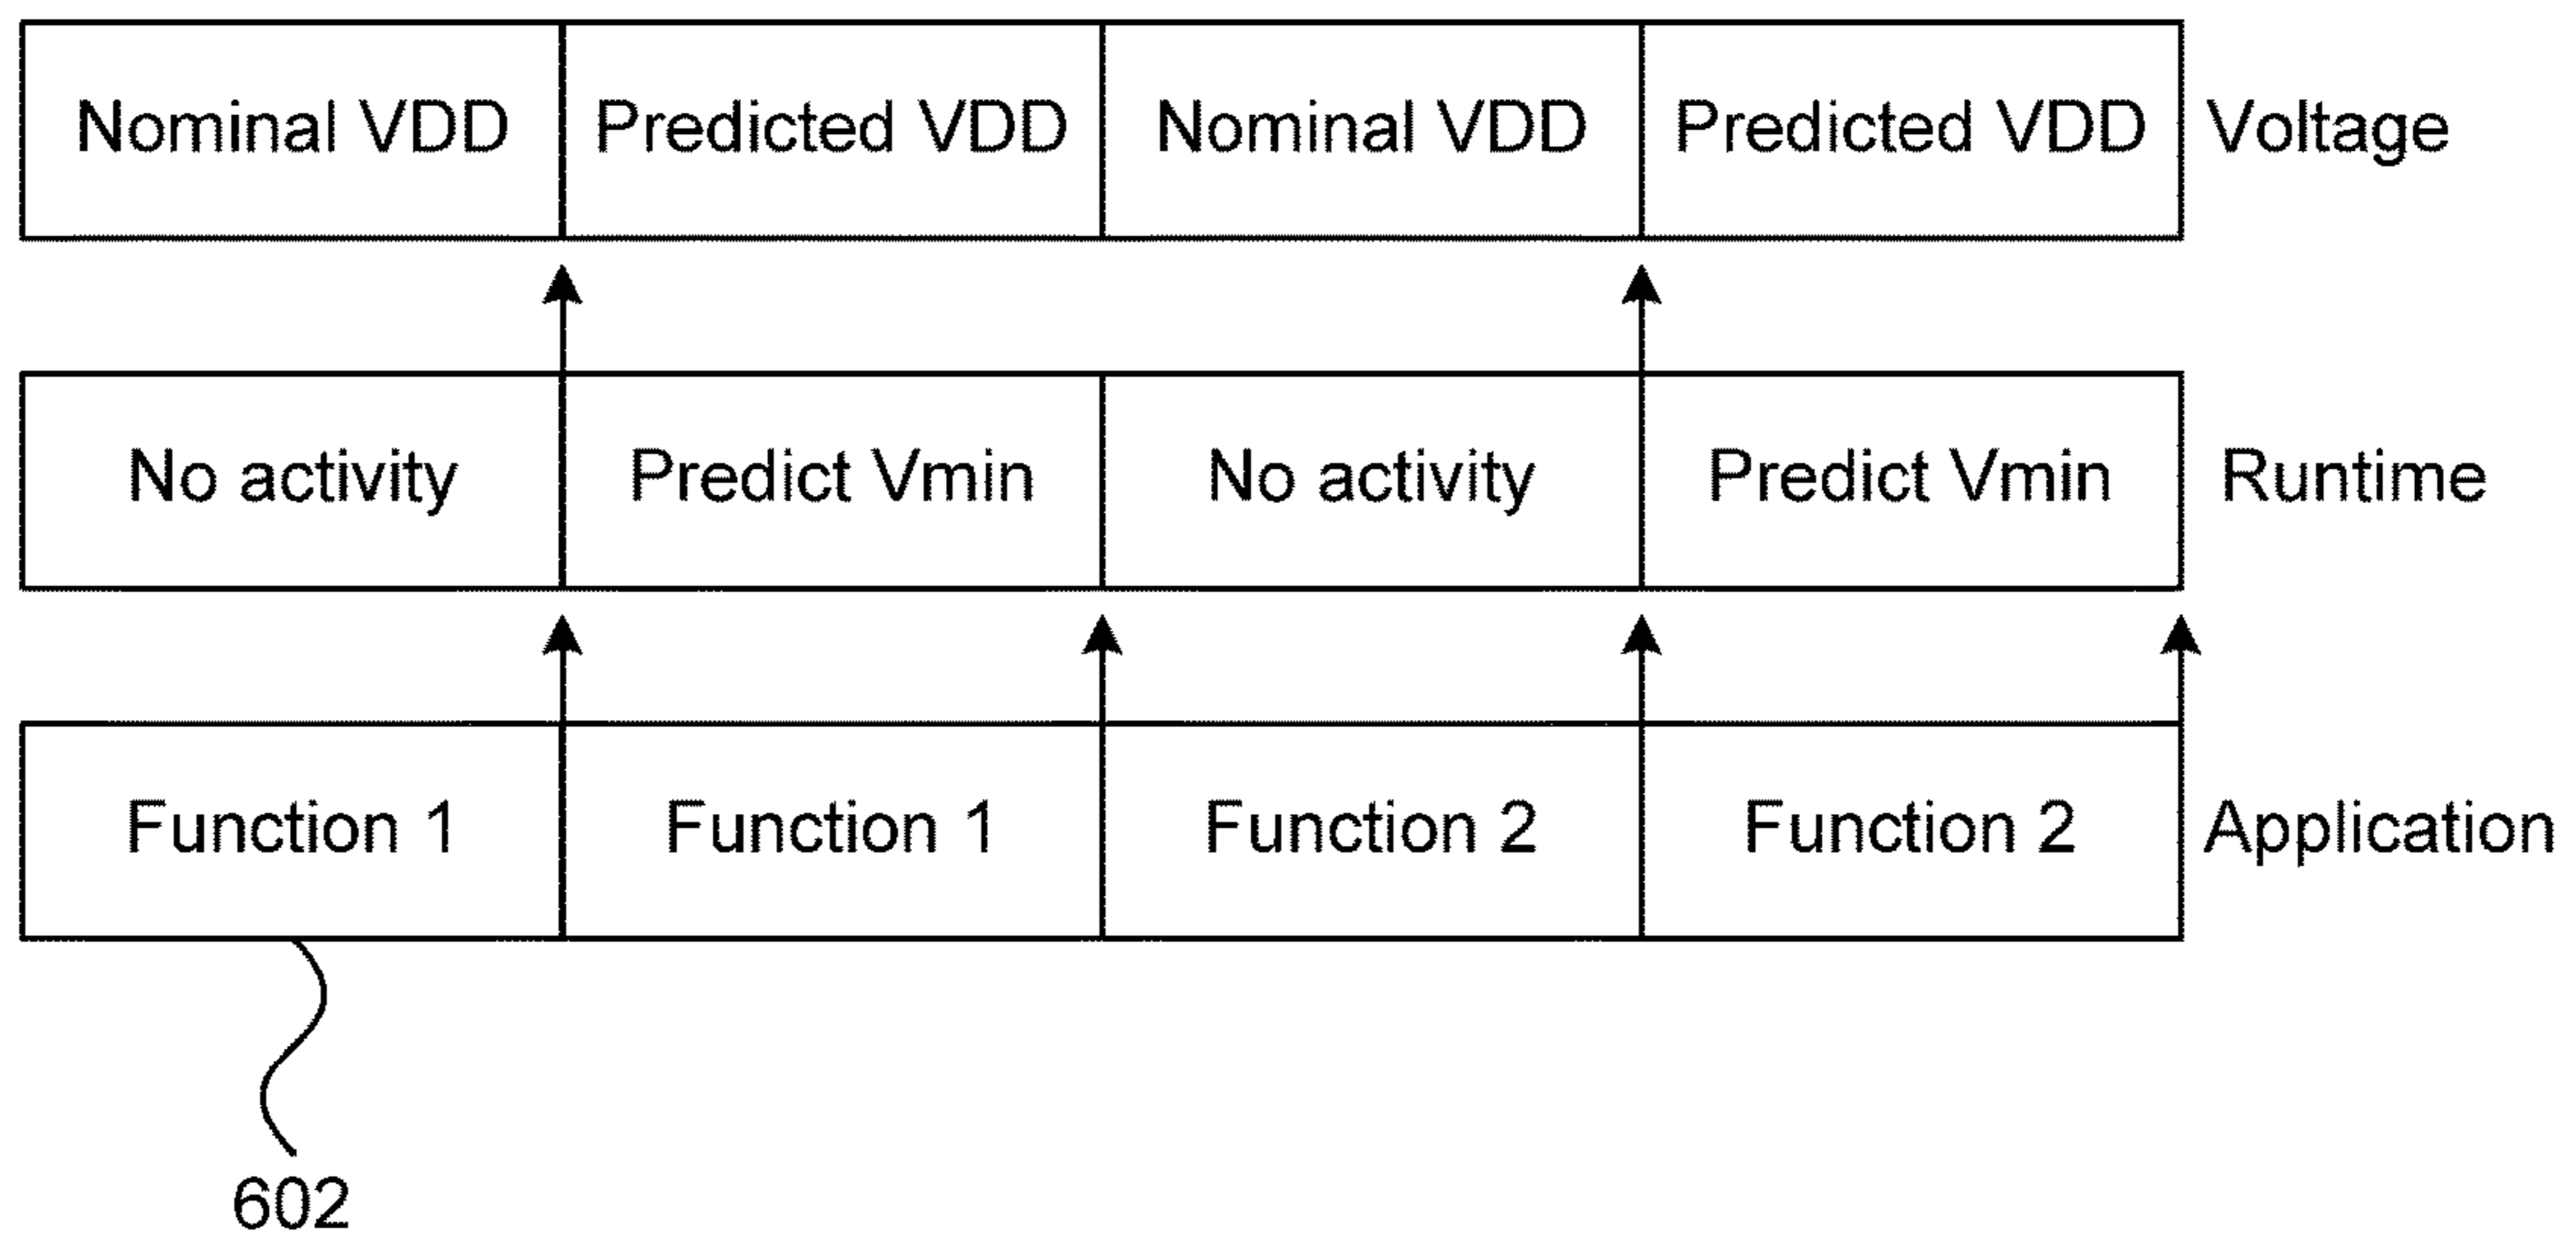 Nominal VDD Predicted VDD Nominal VDD Predicted VDD Voltage
No activity Predict Vmin No activity Predict Vmin Runtime
Function 1 Function 1 Function 2 Function 2 Application
602